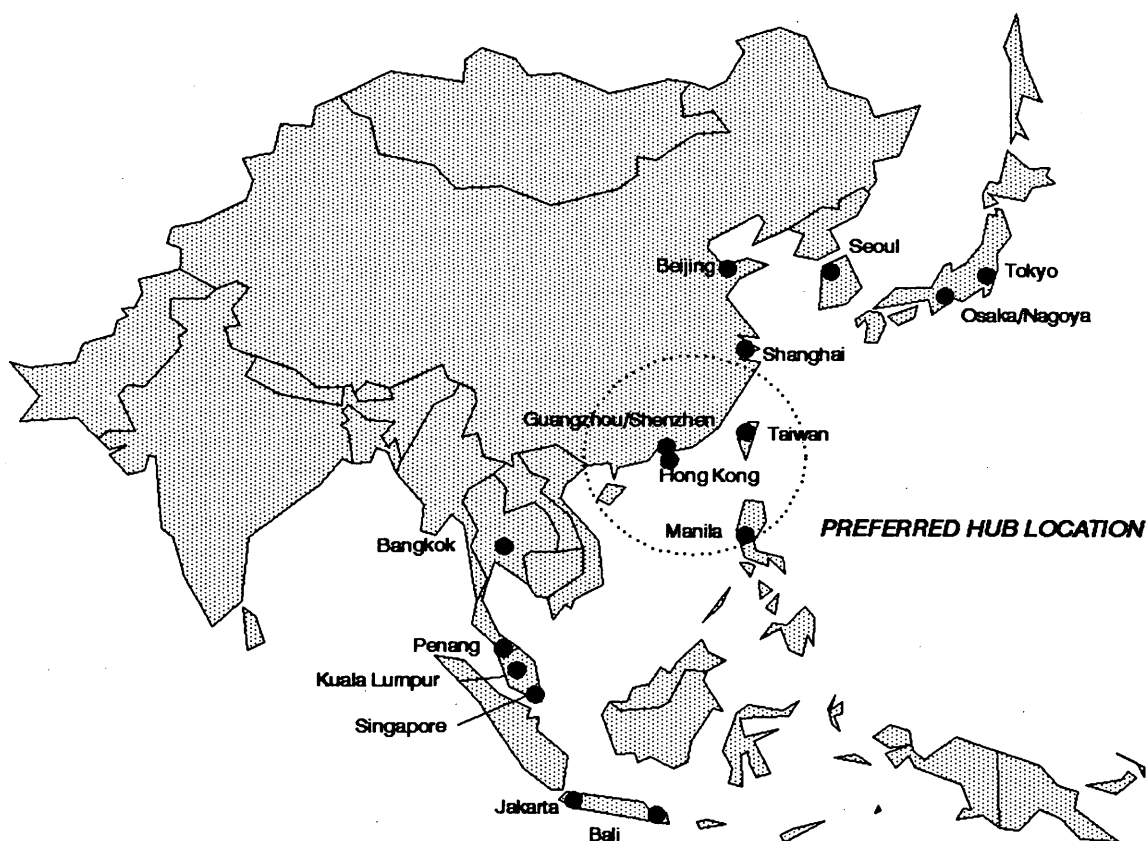 Seoul
Beijing
Tokyo
Osaka/Nagoya
Shanghai
Guangzhou/Shenzhen
Taiwan
Hong Kong
Manila
PREFERRED HUB LOCATION
Bangkok
Penang
Kuala Lumpur
Singapore
Jakarta
Bali